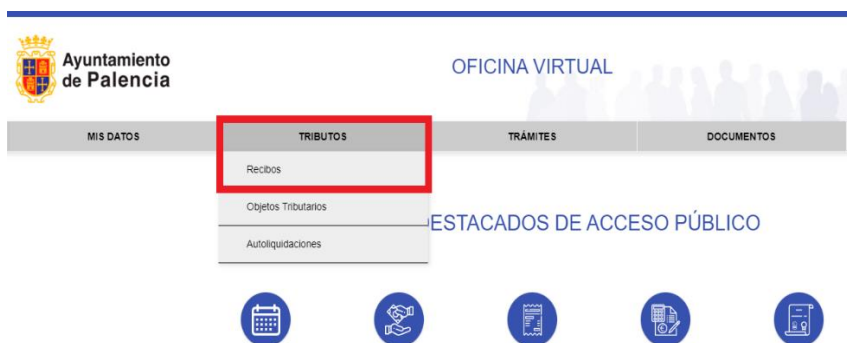 Ayuntamiento
de Palencia
OFICINA VIRTUAL
MIS DATOS
TRIBUTOS
TRÁMITES
DOCUMENTOS
Recibos
Objetos Tributarios
Autoliquidaciones
ESTACADOS DE ACCESO PÚBLICO